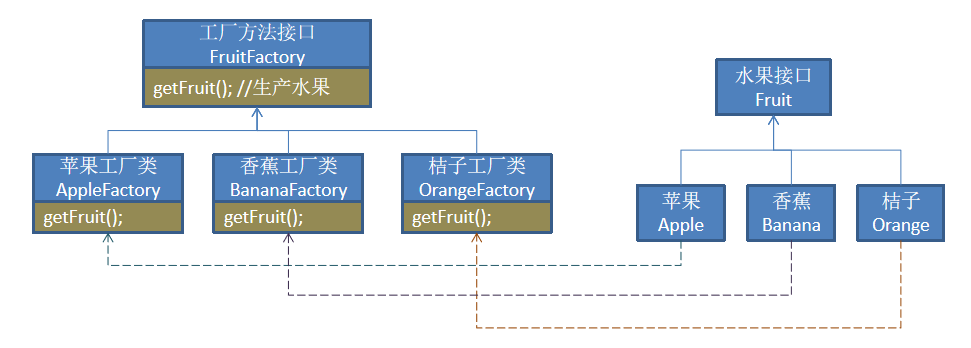 工厂方法接口
FruitFactory
getFruit(); //生产水果
水果接口
Fruit
苹果工厂类
AppleFactory
getFruit();
香蕉工厂类
BananaFactory
getFruit();
桔子工厂类
OrangeFactory
getFruit();
苹果
Apple
香蕉
Banana
桔子
Orange